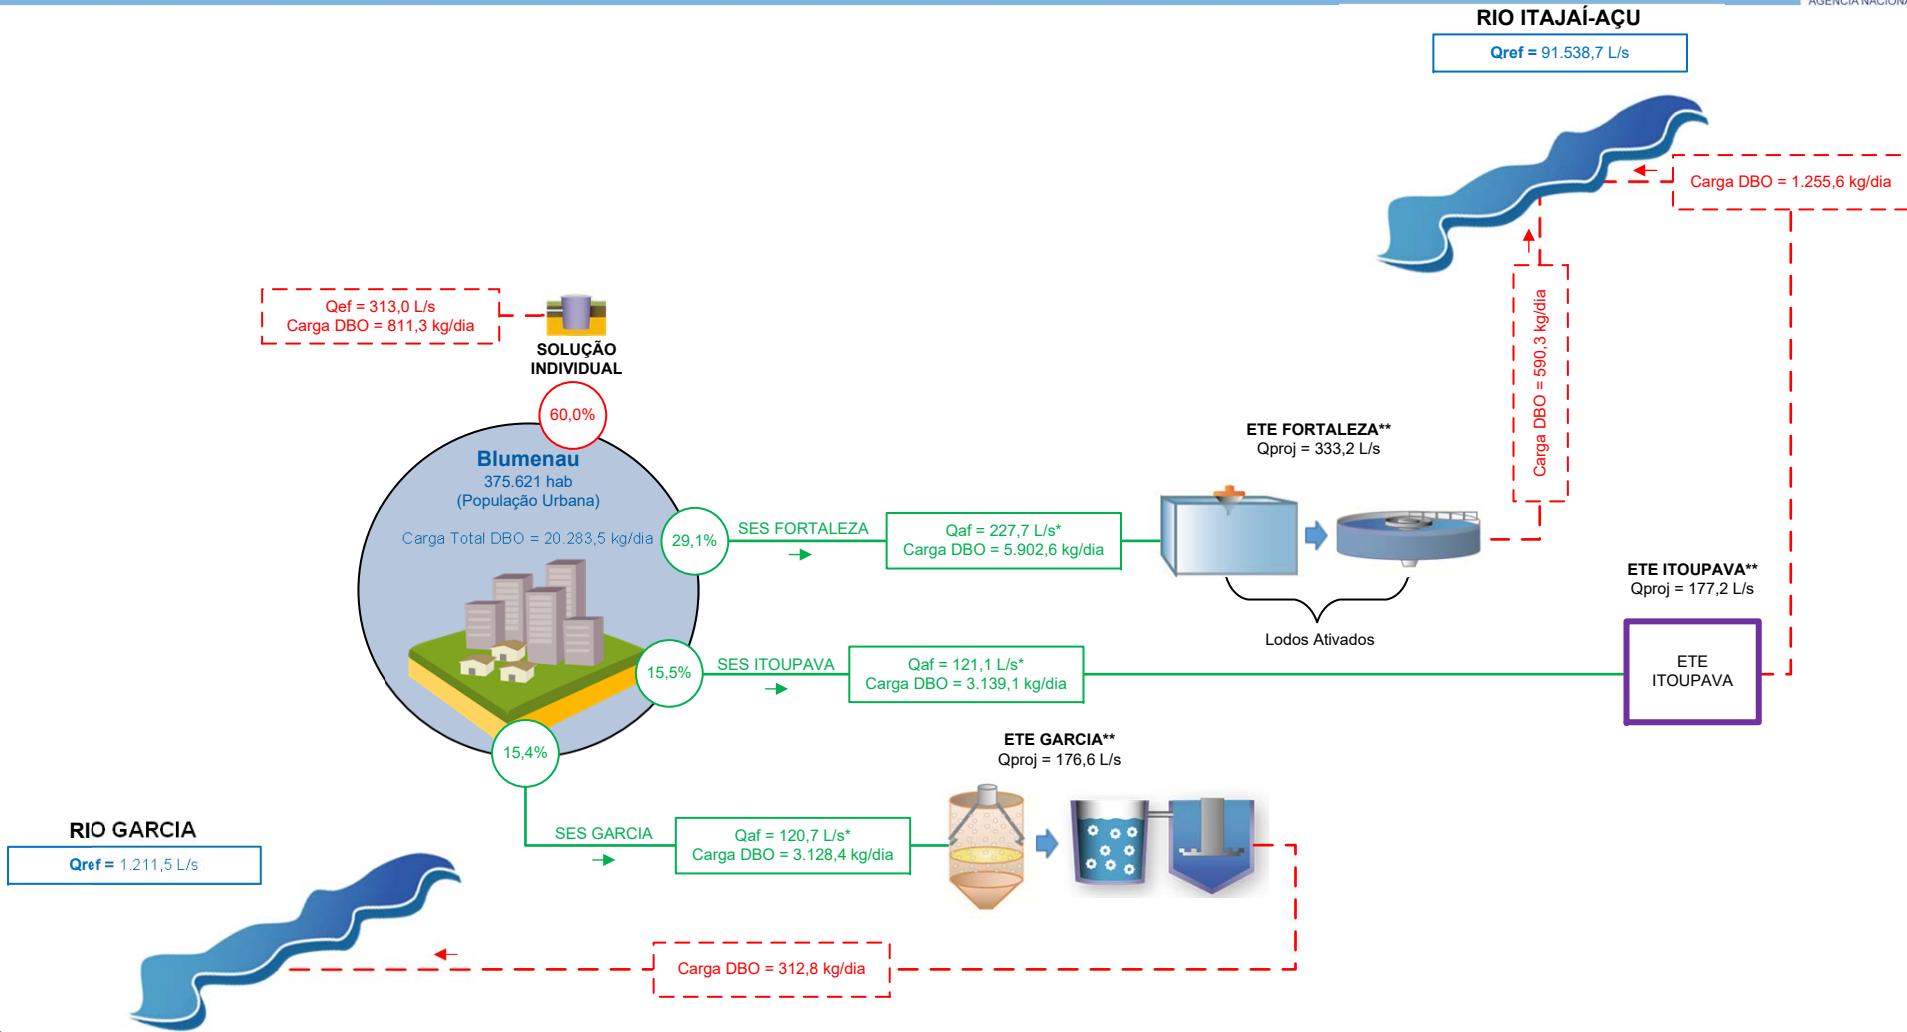 AGÊNCIA NACIONA
RIO ITAJAÍ-AÇU
Qref = 91.538,7 L/s
Carga DBO = 1.255,6 kg/dia
Carga DBO = 590,3 kg/dia
Qef = 313,0 L/s
Carga DBO = 811,3 kg/dia
SOLUÇÃO
INDIVIDUAL
60,0%
Blumenau
375.621 hab
(População Urbana)
Carga Total DBO = 20.283,5 kg/dia
29,1%
SES FORTALEZA
Qaf = 227,7 L/s*
Carga DBO = 5.902,6 kg/dia
ETE FORTALEZA**
Qproj = 333,2 L/s
Lodos Ativados
15,5%
SES ITOUPAVA
Qaf = 121,1 L/s*
Carga DBO = 3.139,1 kg/dia
ETE ITOUPAVA**
Qproj = 177,2 L/s
ETE
ITOUPAVA
15,4%
SES GARCIA
Qaf = 120,7 L/s*
Carga DBO = 3.128,4 kg/dia
ETE GARCIA**
Qproj = 176,6 L/s
RIO GARCIA
Qref = 1.211,5 L/s
Carga DBO = 312,8 kg/dia